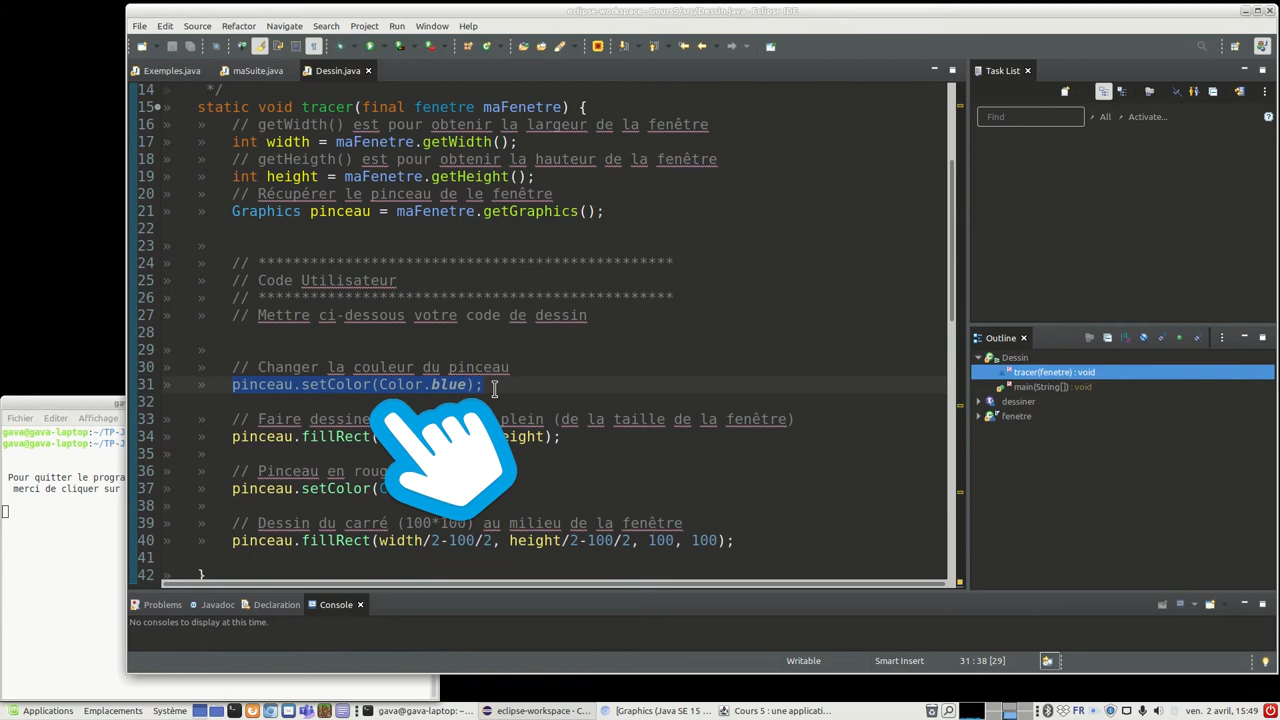 eclipse-workspace - Cours5/src/Dessin.java - Eclipse IDE
File Edit Source Refactor Navigate Search Project Run Window Help
Exemples.java maSuite.java Dessin.java
14 */
15 static void tracer(final fenetre maFenetre) {
16 // getWidth() est pour obtenir la largeur de la fenêtre
17 int width = maFenetre.getWidth();
18 // getHeigth() est pour obtenir la hauteur de la fenêtre
19 int height = maFenetre.getHeight();
20 // Récupérer le pinceau de le fenêtre
21 Graphics pinceau = maFenetre.getGraphics();
22
23
24 // ************************************************
25 // Code Utilisateur
26 // ************************************************
27 // Mettre ci-dessous votre code de dessin
28
29
30 // Changer la couleur du pinceau
31 pinceau.setColor(Color.blue);
32
33 // Faire dessine plein (de la taille de la fenêtre)
34 pinceau.fillRect( eight);
35
36 // Pinceau en roug
37 pinceau.setColor(
38
39 // Dessin du carré (100*100) au milieu de la fenêtre
40 pinceau.fillRect(width/2-100/2, height/2-100/2, 100, 100);
41
42 }
Task List
Find All Activate...
Outline
Dessin
tracer(fenetre) : void
main(String[]) : void
dessiner
fenetre
Problems Javadoc Declaration Console
No consoles to display at this time.
Writable Smart Insert 31 : 38 [29]
gava
Fichier Editer Affichage
gava@gava-laptop:~/TP-J
gava@gava-laptop:~/TP-J
Pour quitter le progra
merci de cliquer sur
Applications Emplacements Système gava@gava-laptop:~/... eclipse-workspace - C... [Graphics (Java SE 15 ... Cours 5 : une applicati... FR ven. 2 avril, 15:49